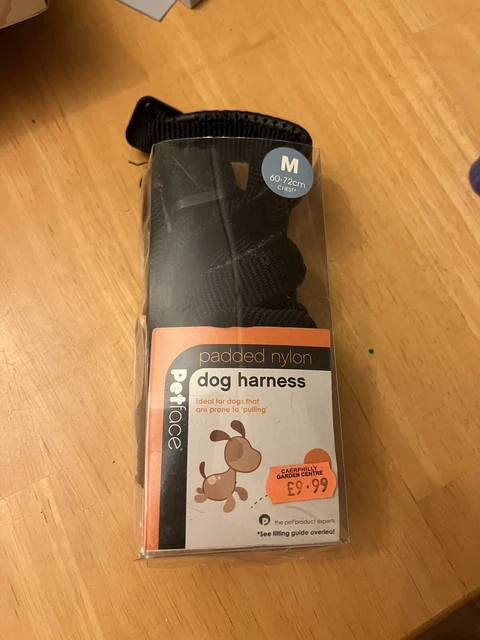 M
60-72cm
CHEST*
padded nylon
dog harness
petface
Ideal for dogs that
are prone to 'pulling'
CAERPHILLY
GARDEN CENTRE
£9.99
the pet product experts
*See fitting guide overleaf